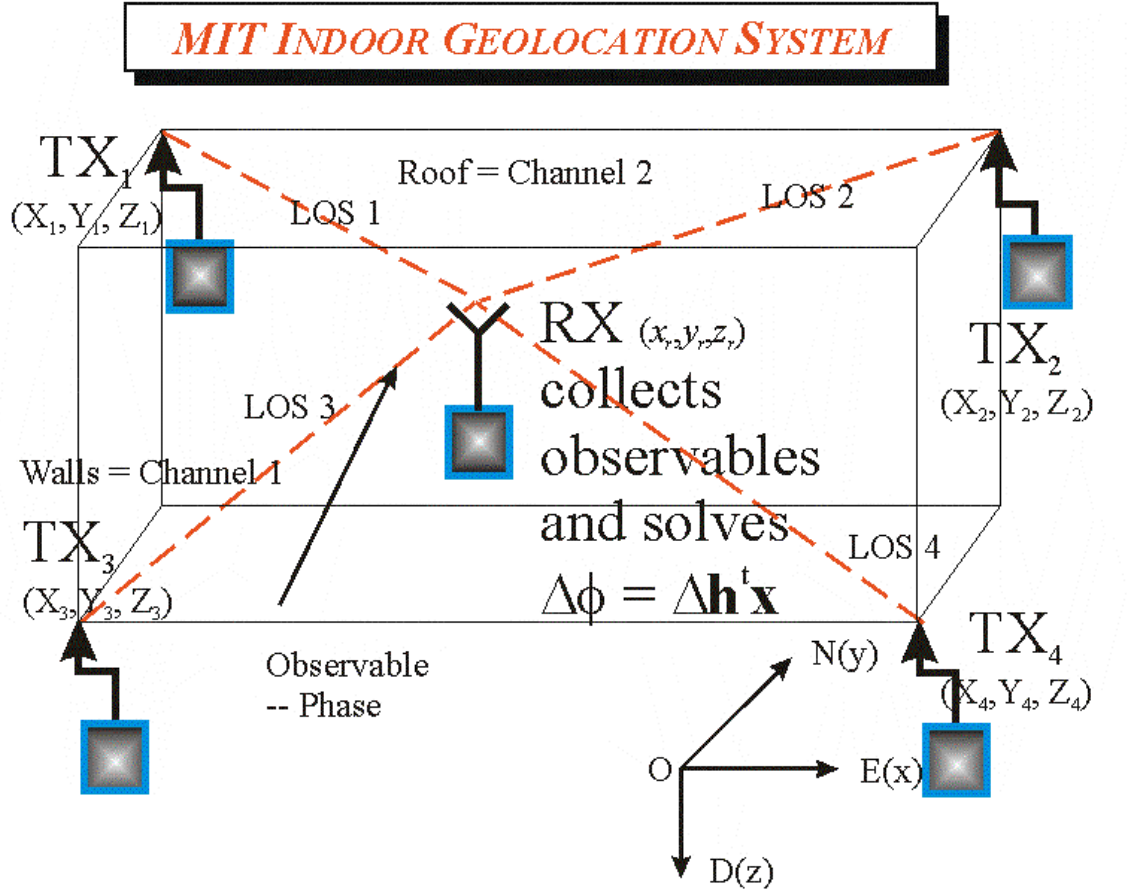 MIT INDOOR GEOLOCATION SYSTEM
TX₁
(X₁, Y₁, Z₁)
Roof = Channel 2
LOS 1
LOS 2
RX (xᵣ,yᵣ,zᵣ)
collects
observables
and solves
Δϕ = Δhᵗx
TX₂
(X₂,Y₂, Z₂)
LOS 3
Walls = Channel 1
TX₃
(X₃,Y₃, Z₃)
LOS 4
Observable
-- Phase
TX₄
(X₄,Y₄, Z₄)
N(y)
O
E(x)
D(z)